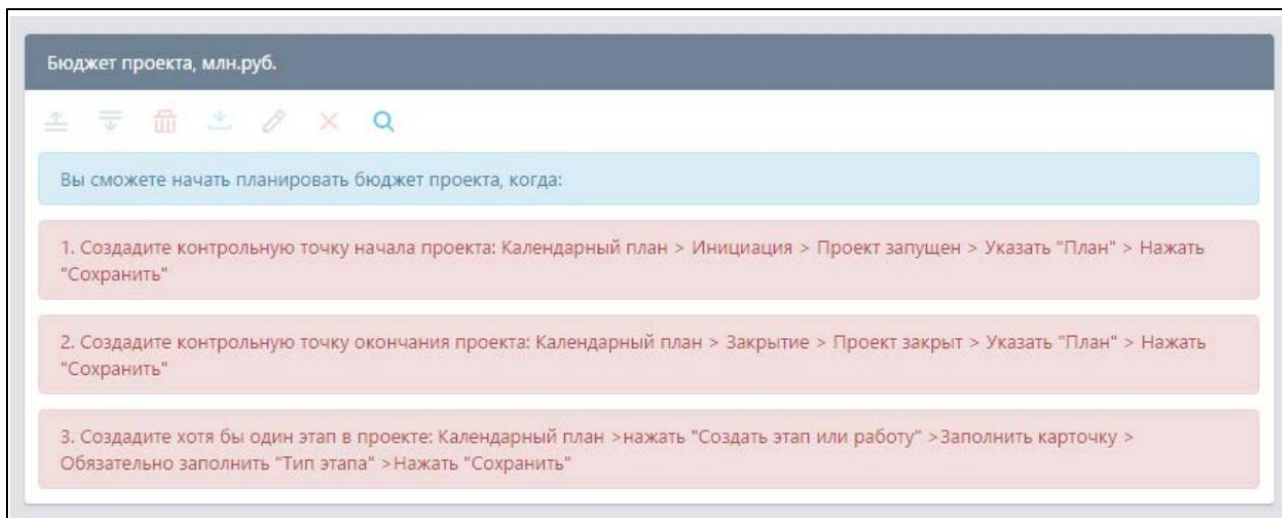 Бюджет проекта, млн.руб.
Вы сможете начать планировать бюджет проекта, когда:
1. Создадите контрольную точку начала проекта: Календарный план > Инициация > Проект запущен > Указать "План" > Нажать
"Сохранить"
2. Создадите контрольную точку окончания проекта: Календарный план > Закрытие > Проект закрыт > Указать "План" > Нажать
"Сохранить"
3. Создадите хотя бы один этап в проекте: Календарный план >нажать "Создать этап или работу" >Заполнить карточку >
Обязательно заполнить "Тип этапа" >Нажать "Сохранить"